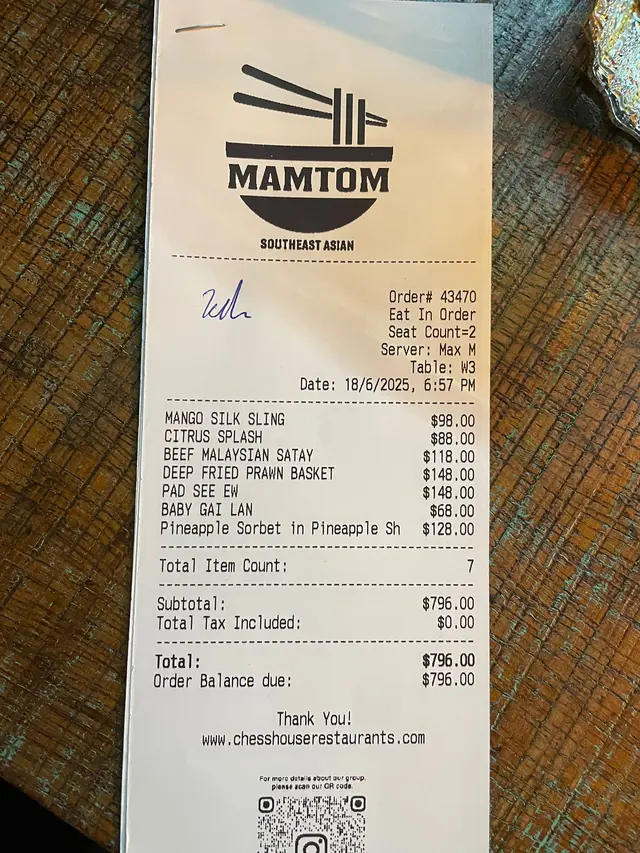 MAMTOM
SOUTHEAST ASIAN
Order# 43470
Eat In Order
Seat Count=2
Server: Max M
Table: W3
Date: 18/6/2025, 6:57 PM
MANGO SILK SLING $98.00
CITRUS SPLASH $88.00
BEEF MALAYSIAN SATAY $118.00
DEEP FRIED PRAWN BASKET $148.00
PAD SEE EW $148.00
BABY GAI LAN $68.00
Pineapple Sorbet in Pineapple Sh $128.00
Total Item Count: 7
Subtotal: $796.00
Total Tax Included: $0.00
Total: $796.00
Order Balance due: $796.00
Thank You!
www.chesshouserestaurants.com
For more details about our group,
please scan our QR code.